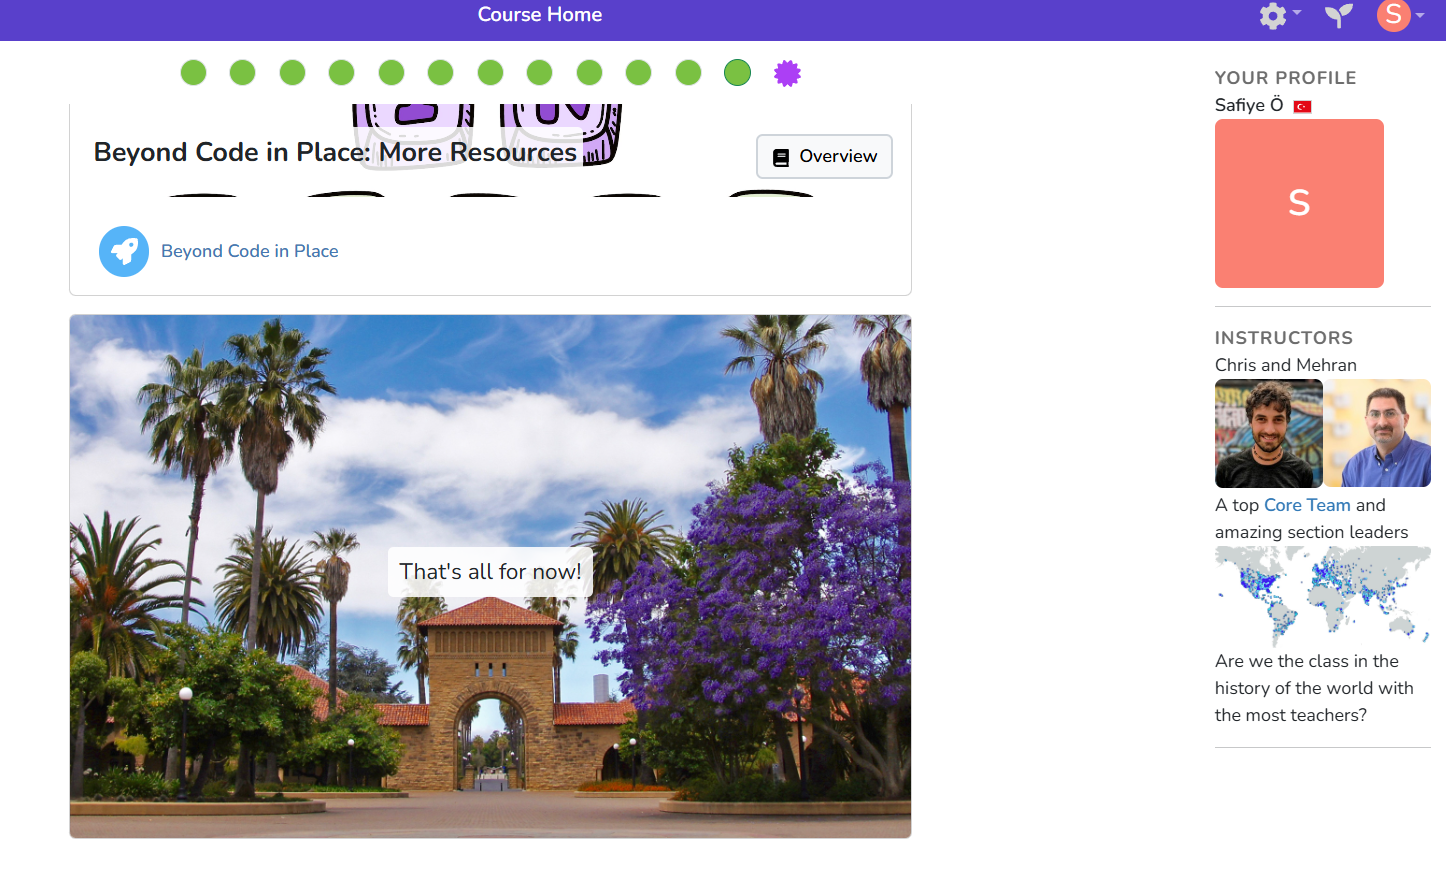 Course Home
S
Beyond Code in Place: More Resources
Overview
Beyond Code in Place
That's all for now!
YOUR PROFILE
Safiye Ö
S
INSTRUCTORS
Chris and Mehran
A top Core Team and
amazing section leaders
Are we the class in the
history of the world with
the most teachers?